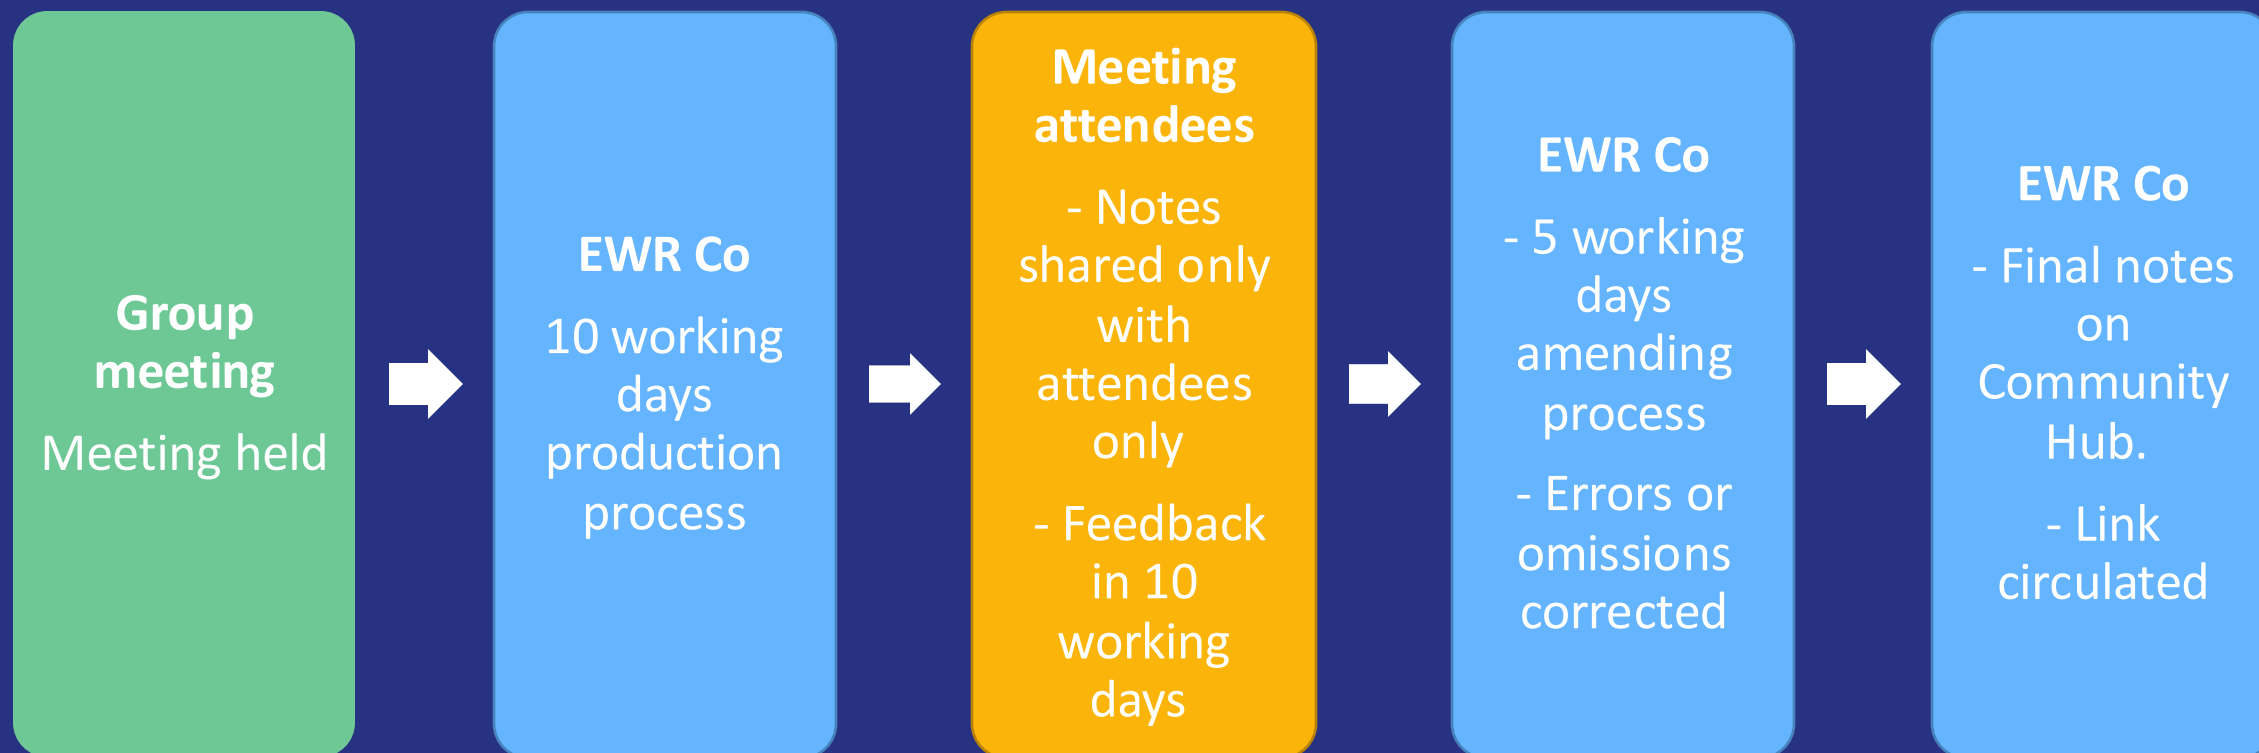 Group
meeting
Meeting held
EWR Co
10 working
days
production
process
Meeting
attendees
- Notes
shared only
with
attendees
only
- Feedback
in 10
working
days
EWR Co
- 5 working
days
amending
process
- Errors or
omissions
corrected
EWR Co
- Final notes
on
Community
Hub.
- Link
circulated